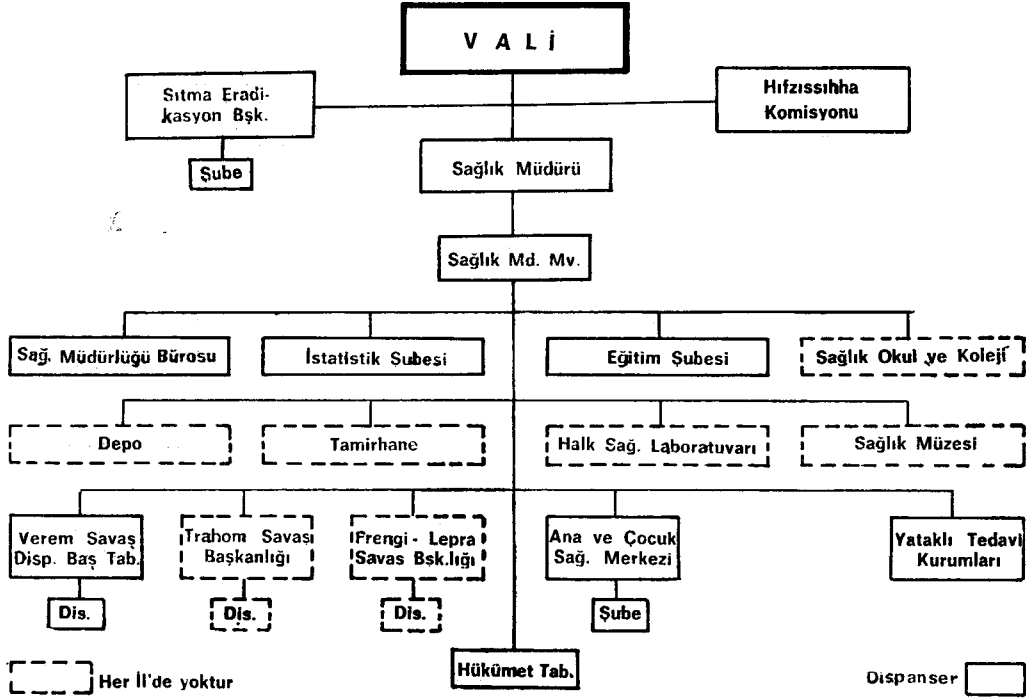 VALİ
Sıtma Eradi-
kasyon Bşk.
Hıfzıssıhha
Komisyonu
Şube
Sağlık Müdürü
Sağlık Md. Mv.
Sağ. Müdürlüğü Bürosu
İstatistik Şubesi
Eğitim Şubesi
Sağlık Okul ve Koleji
Depo
Tamirhane
Halk Sağ. Laboratuvarı
Sağlık Müzesi
Verem Savaş
Disp. Baş Tab.
Trahom Savaş
Başkanlığı
Frengi - Lepra
Savas Bşk.lığı
Ana ve Çocuk
Sağ. Merkezi
Yataklı Tedavi
Kurumları
Dis.
Dis.
Dis.
Şube
Hükümet Tab.
Her İl'de yoktur
Dispanser